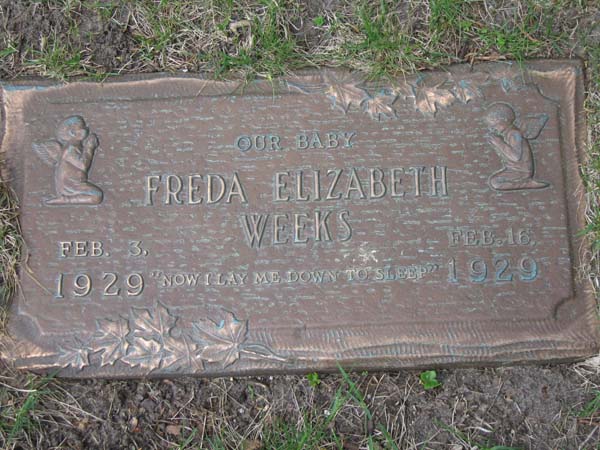 OUR BABY
FREDA ELIZABETH
WEEKS
FEB. 3, FEB. 16,
1929 "NOW I LAY ME DOWN TO SLEEP" 1929